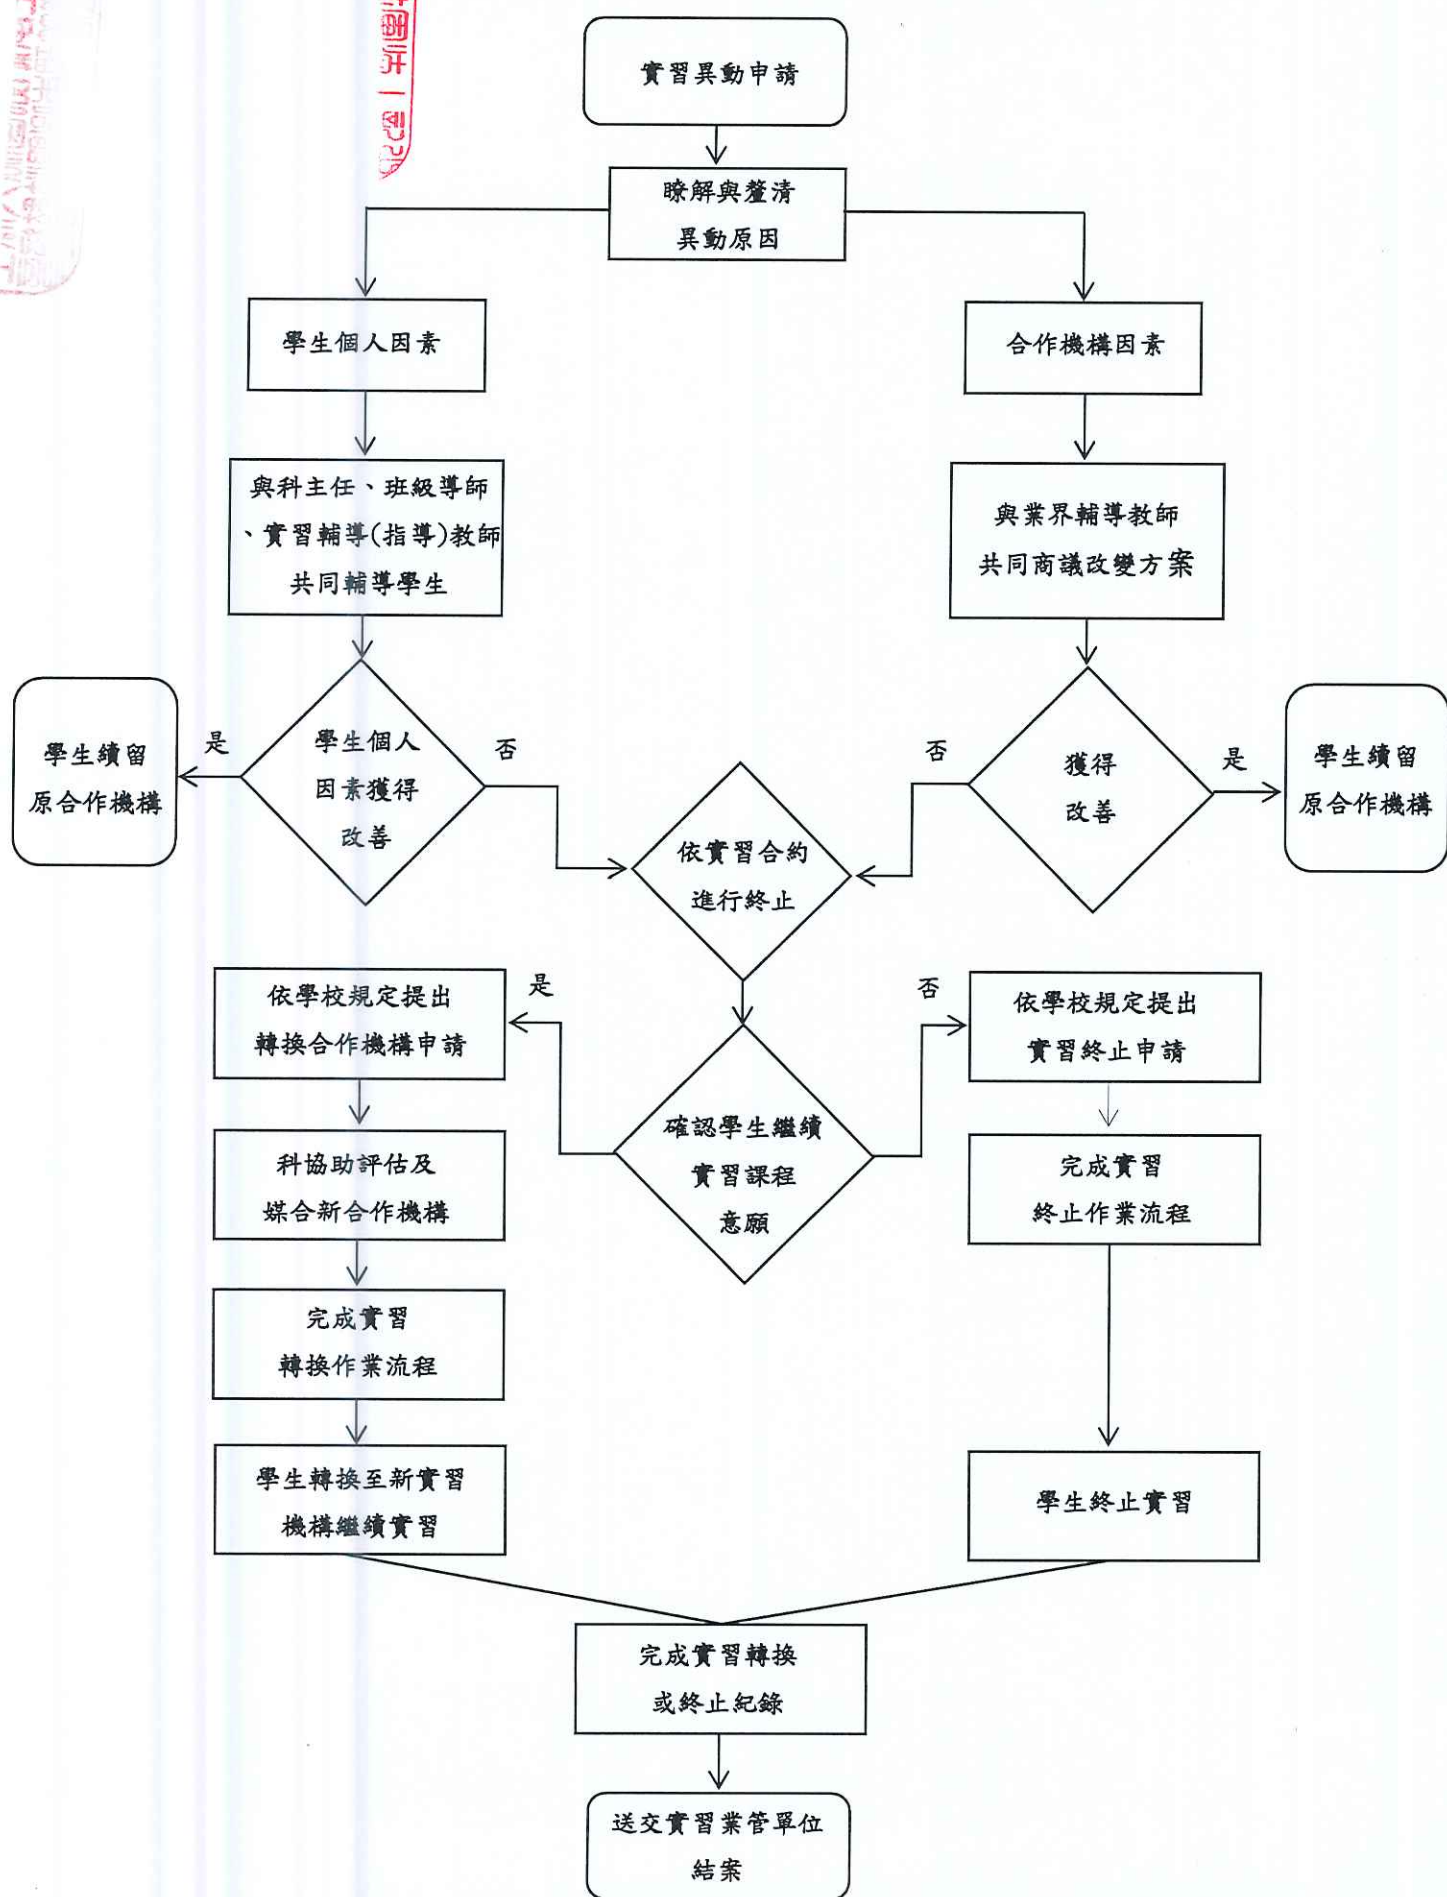 實習異動申請
瞭解與釐清
異動原因
學生個人因素
合作機構因素
與科主任、班級導師
、實習輔導(指導)教師
共同輔導學生
與業界輔導教師
共同商議改變方案
學生續留
原合作機構
是
學生個人
因素獲得
改善
否
依實習合約
進行終止
否
獲得
改善
是
學生續留
原合作機構
依學校規定提出
轉換合作機構申請
是
確認學生繼續
實習課程
意願
否
依學校規定提出
實習終止申請
科協助評估及
媒合新合作機構
完成實習
終止作業流程
完成實習
轉換作業流程
學生轉換至新實習
機構繼續實習
學生終止實習
完成實習轉換
或終止紀錄
送交實習業管單位
結案